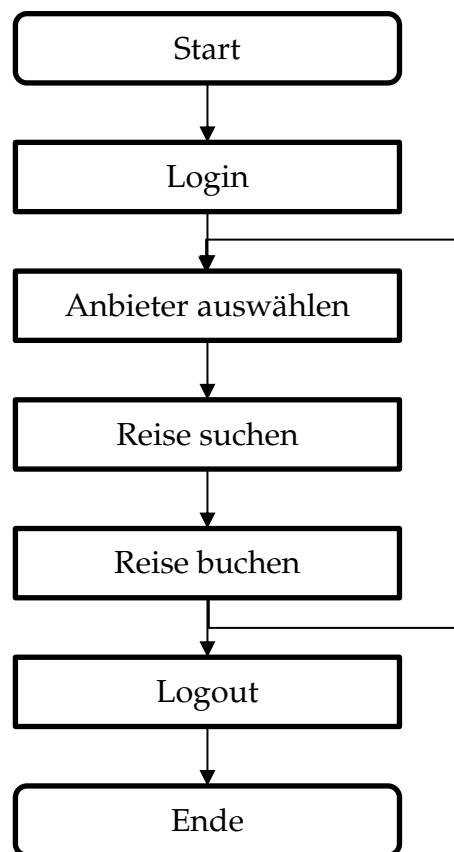 Start
Login
Anbieter auswählen
Reise suchen
Reise buchen
Logout
Ende